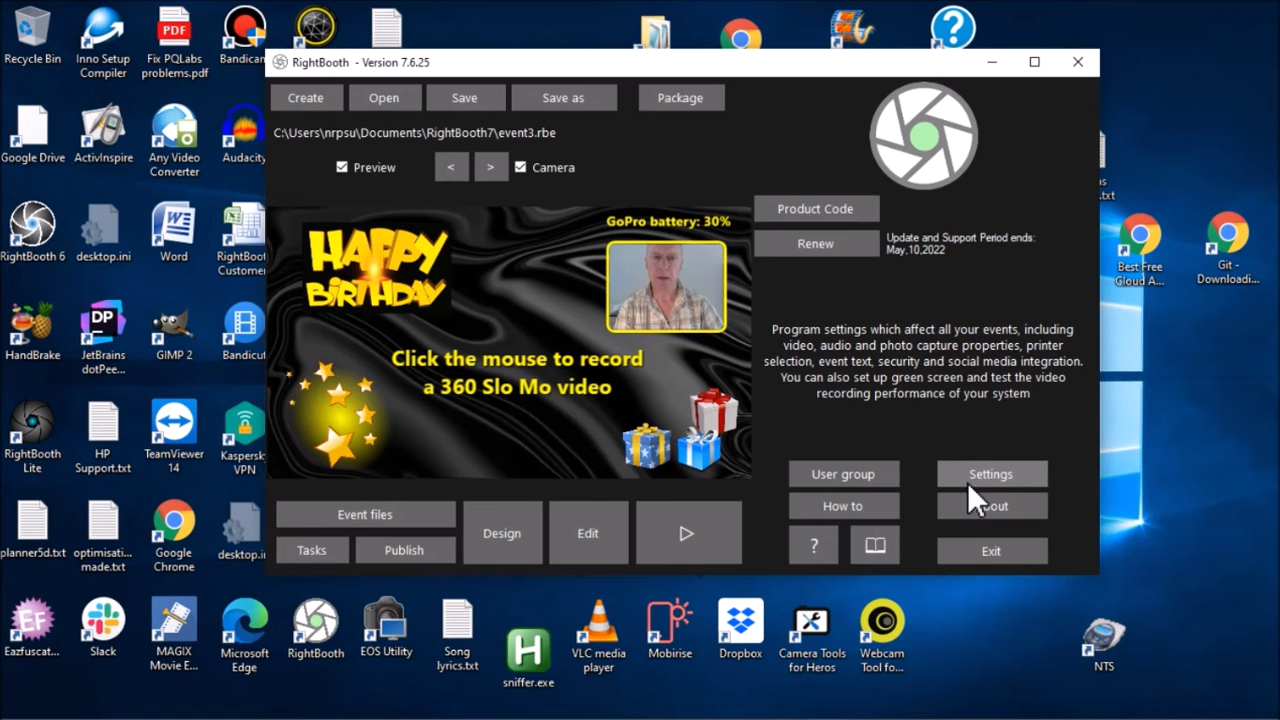 Recycle Bin
Inno Setup
Compiler
PDF
Fix PQLabs
problems.pdf
Bandicam
RightBooth - Version 7.6.25
Create
Open
Save
Save as
Package
C:\Users\nrpsu\Documents\RightBooth7\event3.rbe
Preview
<
>
Camera
Product Code
Renew
Update and Support Period ends:
May,10,2022
GoPro battery: 30%
HAPPY
BIRTHDAY
Click the mouse to record
a 360 Slo Mo video
Program settings which affect all your events, including
video, audio and photo capture properties, printer
selection, event text, security and social media integration.
You can also set up green screen and test the video
recording performance of your system
User group
Settings
How to
out
?
Exit
Event files
Tasks
Publish
Design
Edit
Google Drive
ActivInspire
Any Video
Converter
Audacity
RightBooth 6
desktop.ini
Word
RightBoot
Customer
HandBrake
DP
JetBrains
dotPee...
GIMP 2
Bandicut
RightBooth
Lite
HP
Support.txt
TeamViewer
14
Kaspersky
VPN
planner5d.txt
optimisati...
made.txt
Google
Chrome
desktop.in
?
as
.txt
Best Free
Cloud A...
Git -
Downloadi...
EF
Eazfuscat...
Slack
MAGIX
Movie E...
Microsoft
Edge
RightBooth
EOS Utility
Song
lyrics.txt
H
sniffer.exe
VLC media
player
Mobirise
Dropbox
Camera Tools
for Heros
Webcam
Tool fo...
NTS